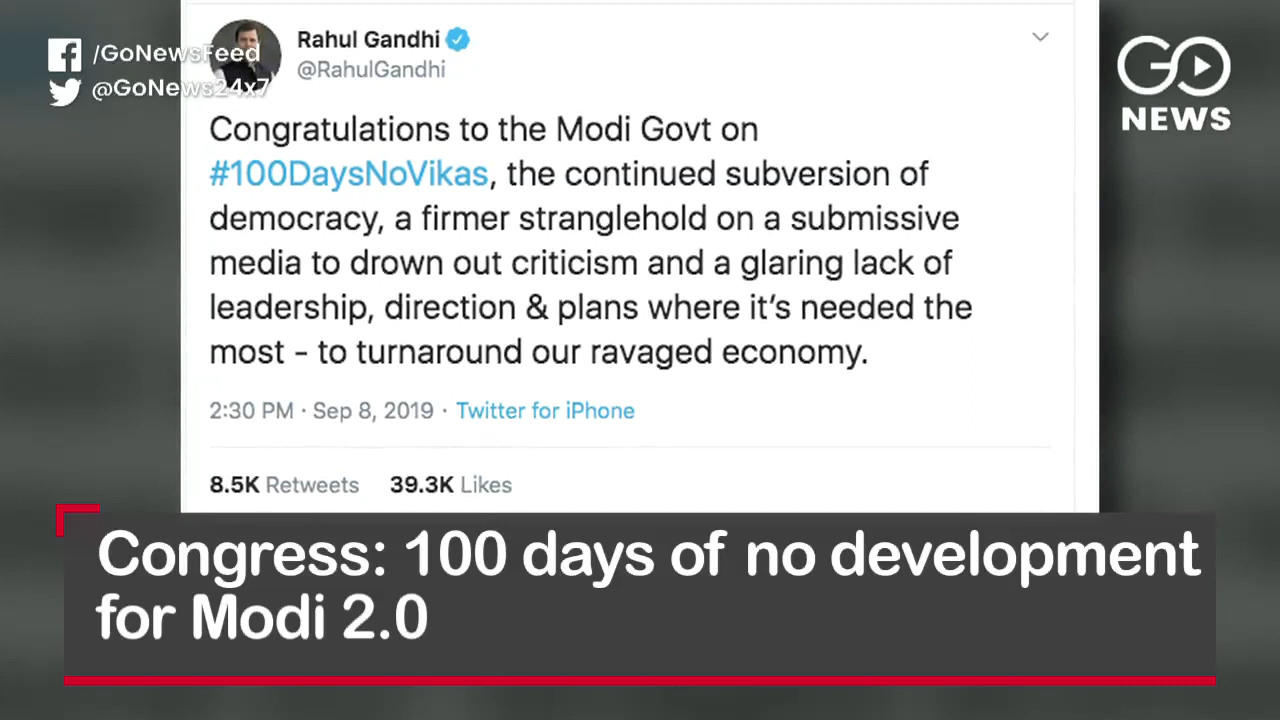 /GoNewsFeed
@GoNews24x7
Rahul Gandhi
@RahulGandhi
GO
NEWS
Congratulations to the Modi Govt on
#100DaysNoVikas, the continued subversion of
democracy, a firmer stranglehold on a submissive
media to drown out criticism and a glaring lack of
leadership, direction & plans where it’s needed the
most - to turnaround our ravaged economy.
2:30 PM · Sep 8, 2019 · Twitter for iPhone
8.5K Retweets 39.3K Likes
Congress: 100 days of no development
for Modi 2.0